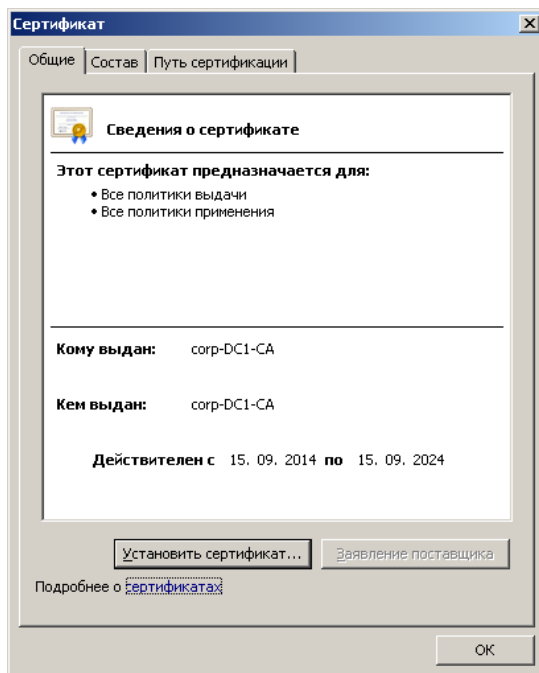 Сертификат
Общие Состав Путь сертификации
Сведения о сертификате
Этот сертификат предназначается для:
• Все политики выдачи
• Все политики применения
Кому выдан: corp-DC1-CA
Кем выдан: corp-DC1-CA
Действителен с 15. 09. 2014 по 15. 09. 2024
Установить сертификат... Заявление поставщика
Подробнее о сертификатах
ОК